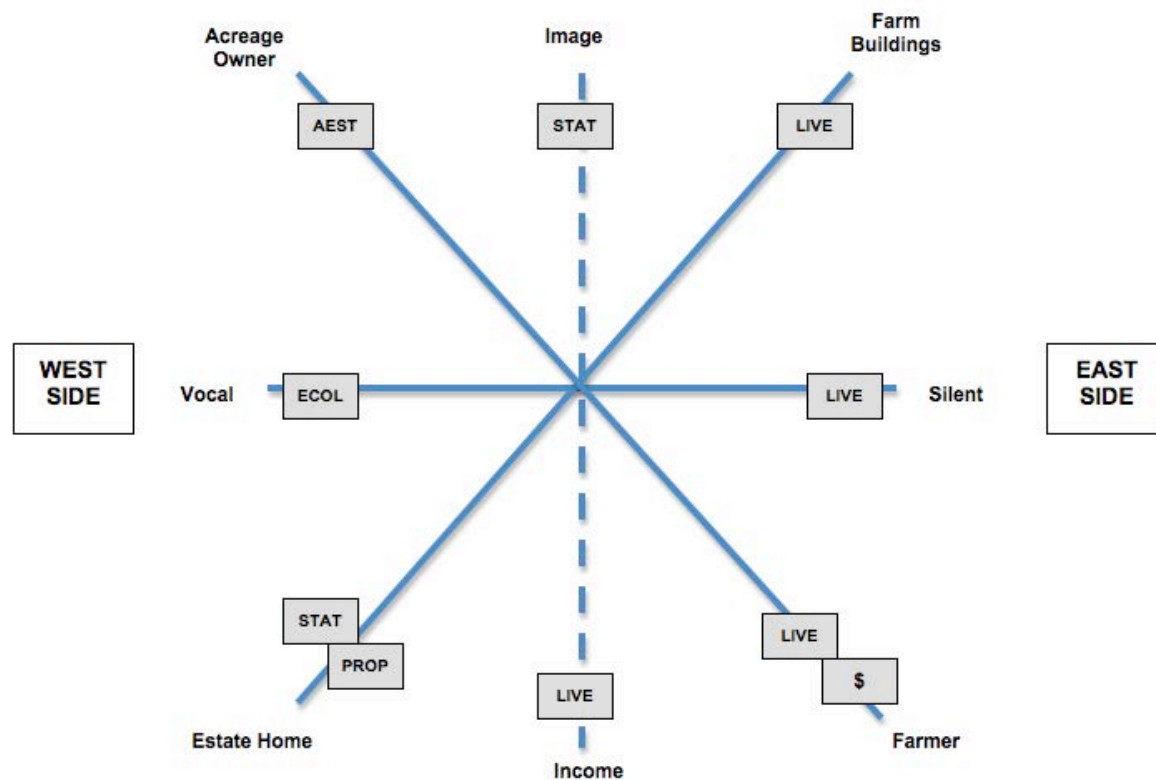 Acreage
Owner
Image
Farm
Buildings
AEST
STAT
LIVE
WEST
SIDE
Vocal
ECOL
LIVE
Silent
EAST
SIDE
STAT
PROP
LIVE
$
LIVE
Estate Home
Income
Farmer